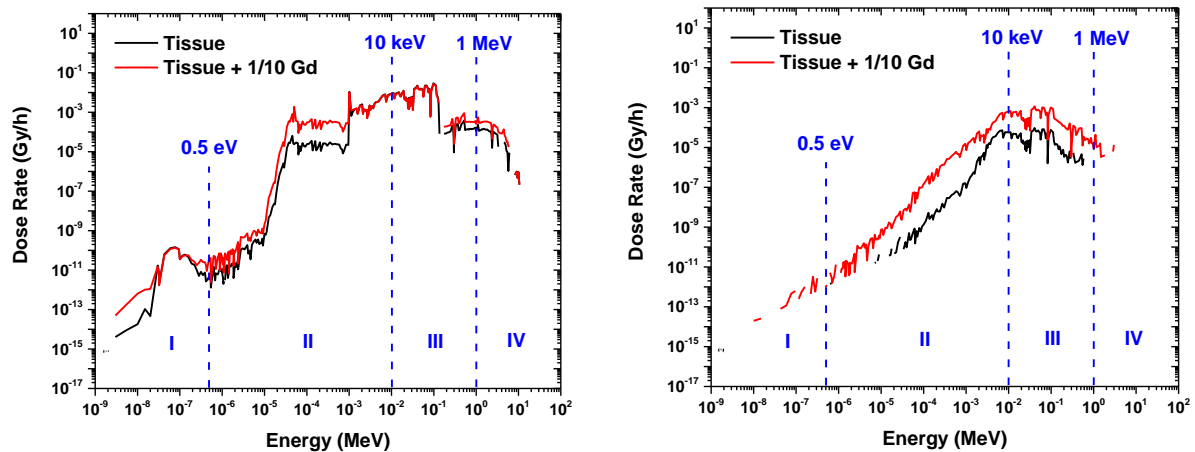 Tissue
Tissue + 1/10 Gd
10 keV
1 MeV
0.5 eV
I
II
III
IV
10^1
10^-1
10^-3
10^-5
10^-7
10^-9
10^-11
10^-13
10^-15
10^-17
Dose Rate (Gy/h)
10^-9 10^-8 10^-7 10^-6 10^-5 10^-4 10^-3 10^-2 10^-1 10^0 10^1 10^2
Energy (MeV)
Tissue
Tissue + 1/10 Gd
10 keV
1 MeV
0.5 eV
I
II
III
IV
10^1
10^-1
10^-3
10^-5
10^-7
10^-9
10^-11
10^-13
10^-15
10^-17
Dose Rate (Gy/h)
10^-9 10^-8 10^-7 10^-6 10^-5 10^-4 10^-3 10^-2 10^-1 10^0 10^1 10^2
Energy (MeV)